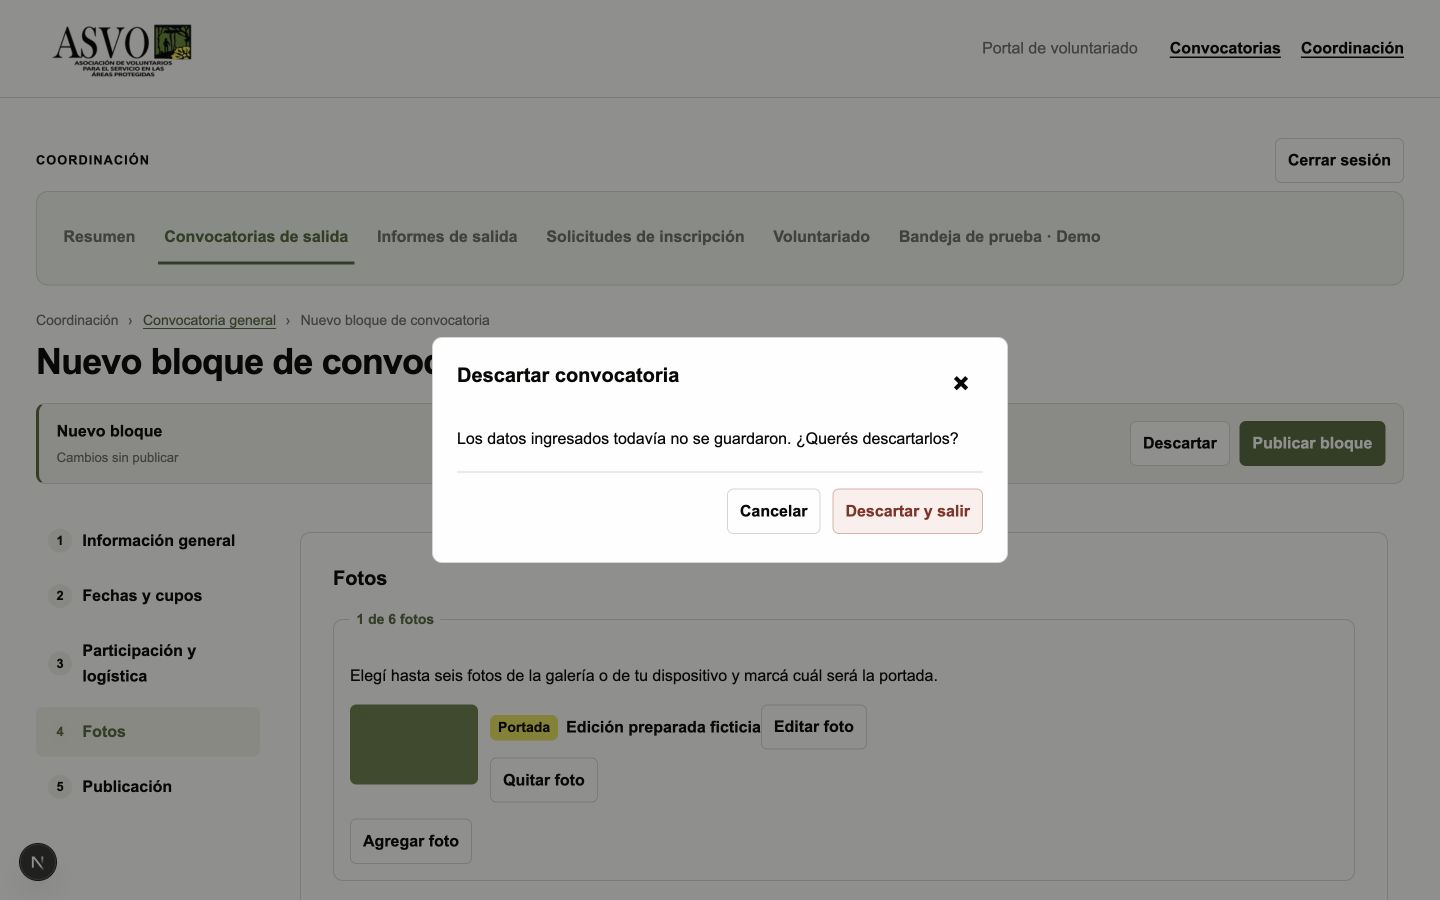 ASVO
ASOCIACIÓN DE VOLUNTARIOS
PARA EL SERVICIO EN LAS
ÁREAS PROTEGIDAS
Portal de voluntariado
Convocatorias
Coordinación
COORDINACIÓN
Cerrar sesión
Resumen
Convocatorias de salida
Informes de salida
Solicitudes de inscripción
Voluntariado
Bandeja de prueba · Demo
Coordinación › Convocatoria general › Nuevo bloque de convocatoria
Nuevo bloque de convoc
Nuevo bloque
Cambios sin publicar
Descartar
Publicar bloque
Descartar convocatoria
Los datos ingresados todavía no se guardaron. ¿Querés descartarlos?
Cancelar
Descartar y salir
1 Información general
2 Fechas y cupos
3 Participación y
logística
4 Fotos
5 Publicación
Fotos
1 de 6 fotos
Elegí hasta seis fotos de la galería o de tu dispositivo y marcá cuál será la portada.
Portada
Edición preparada ficticia
Editar foto
Quitar foto
Agregar foto
N